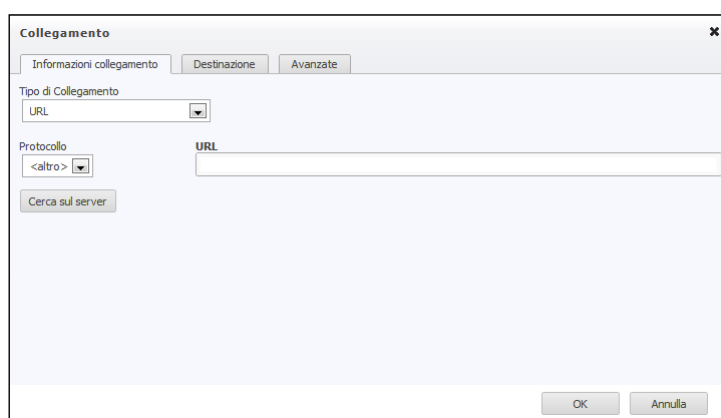 Collegamento
Informazioni collegamento Destinazione Avanzate
Tipo di Collegamento
URL
Protocollo URL
<altro>
Cerca sul server
OK Annulla